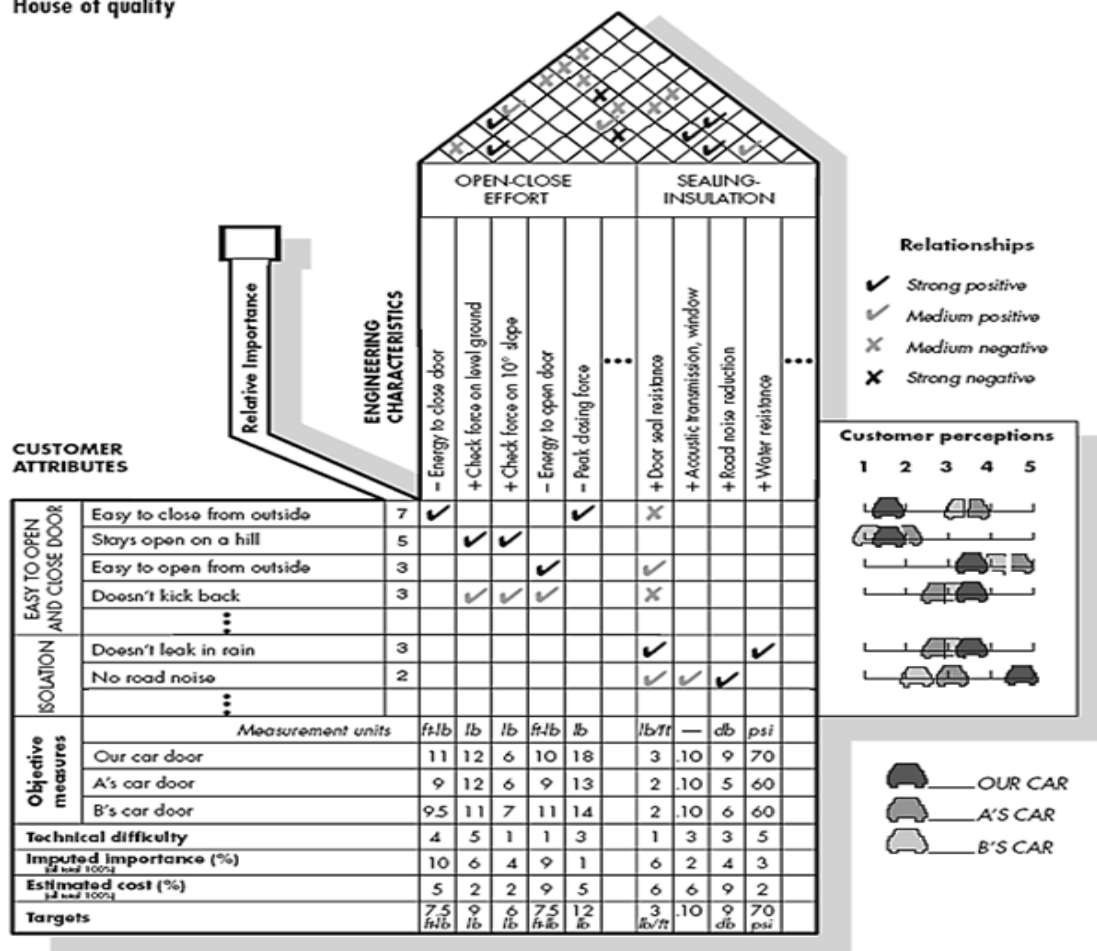 House of quality
OPEN-CLOSE EFFORT
SEALING-INSULATION
Relative Importance
ENGINEERING CHARACTERISTICS
– Energy to close door
+ Check force on level ground
+ Check force on 10° slope
– Energy to open door
– Peak closing force
+ Door seal resistance
+ Acoustic transmission, window
+ Road noise reduction
+ Water resistance
Relationships
Strong positive
Medium positive
Medium negative
Strong negative
CUSTOMER ATTRIBUTES
Customer perceptions
1 2 3 4 5
EASY TO OPEN AND CLOSE DOOR
Easy to close from outside 7
Stays open on a hill 5
Easy to open from outside 3
Doesn't kick back 3
ISOLATION
Doesn't leak in rain 3
No road noise 2
Objective measures
Measurement units ft-lb lb lb ft-lb lb lb/ft — db psi
Our car door 11 12 6 10 18 3 .10 9 70
A's car door 9 12 6 9 13 2 .10 5 60
B's car door 9.5 11 7 11 14 2 .10 6 60
Technical difficulty 4 5 1 1 3 1 3 3 5
Imputed importance (%) 10 6 4 9 1 6 2 4 3
Estimated cost (%) 5 2 2 9 5 6 6 9 2
Targets 7.5 ft-lb 9 lb 6 lb 7.5 ft-lb 12 lb 3 lb/ft .10 9 db 70 psi
OUR CAR
A'S CAR
B'S CAR